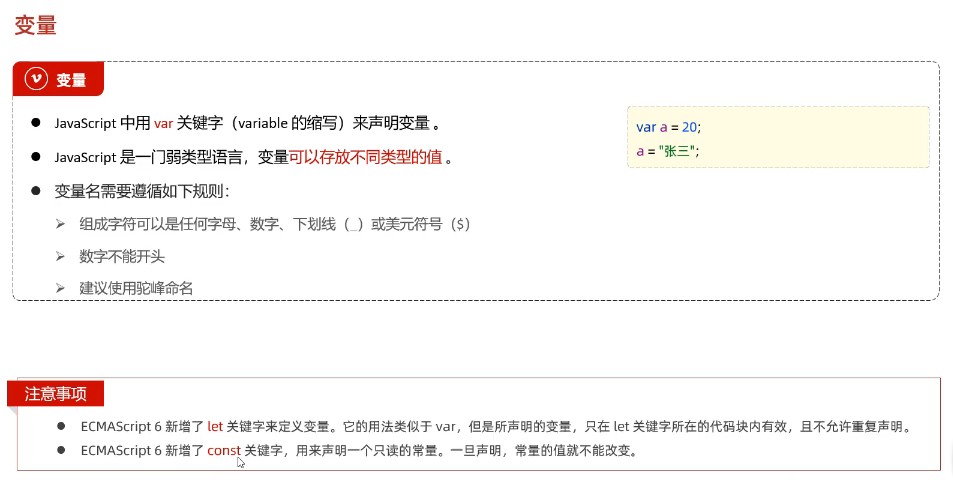 变量
变量
JavaScript 中用 var 关键字（variable 的缩写）来声明变量 。
JavaScript 是一门弱类型语言，变量可以存放不同类型的值 。
变量名需要遵循如下规则：
组成字符可以是任何字母、数字、下划线（_）或美元符号（$）
数字不能开头
建议使用驼峰命名
var a = 20;
a = "张三";
注意事项
ECMAScript 6 新增了 let 关键字来定义变量。它的用法类似于 var，但是所声明的变量，只在 let 关键字所在的代码块内有效，且不允许重复声明。
ECMAScript 6 新增了 const 关键字，用来声明一个只读的常量。一旦声明，常量的值就不能改变。